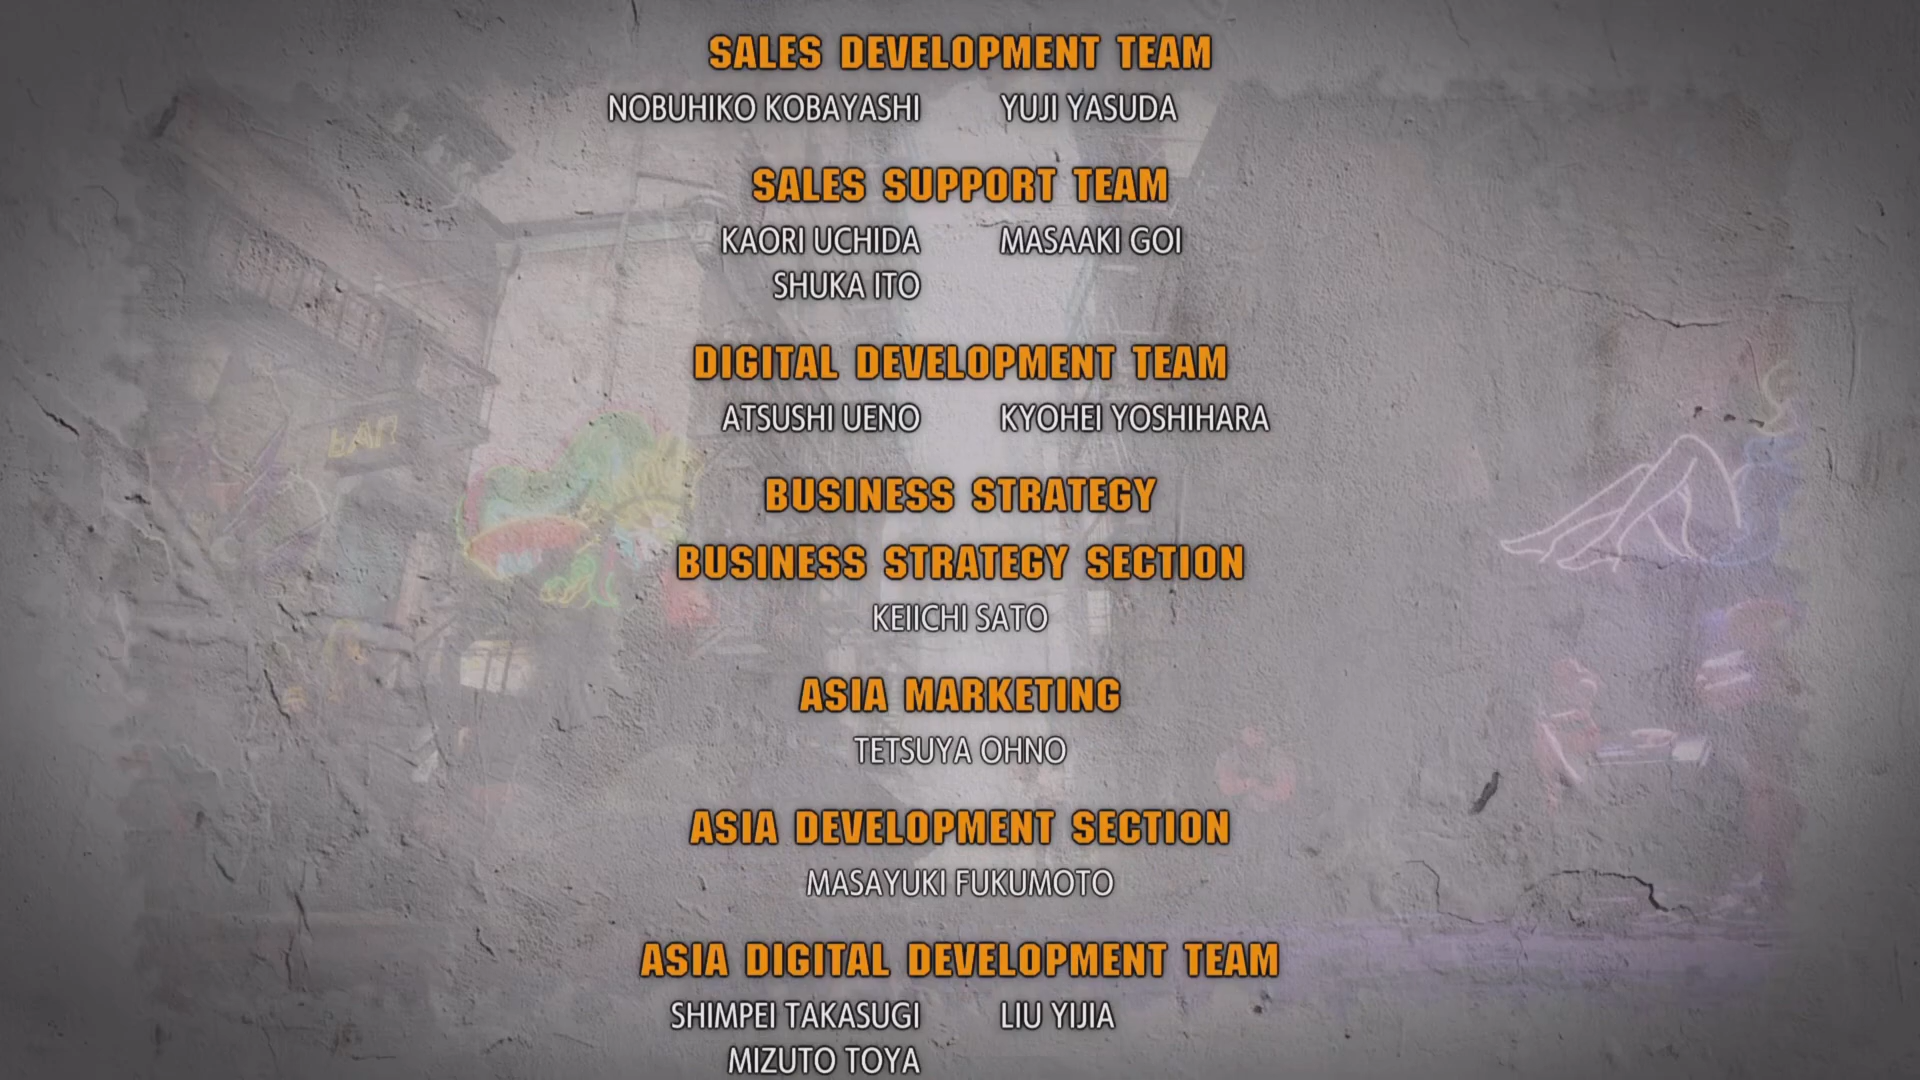 SALES DEVELOPMENT TEAM
NOBUHIKO KOBAYASHI YUJI YASUDA
SALES SUPPORT TEAM
KAORI UCHIDA MASAAKI GOI
SHUKA ITO
DIGITAL DEVELOPMENT TEAM
ATSUSHI UENO KYOHEI YOSHIHARA
BAR
BUSINESS STRATEGY
BUSINESS STRATEGY SECTION
KEIICHI SATO
ASIA MARKETING
TETSUYA OHNO
ASIA DEVELOPMENT SECTION
MASAYUKI FUKUMOTO
ASIA DIGITAL DEVELOPMENT TEAM
SHIMPEI TAKASUGI LIU YIJIA
MIZUTO TOYA